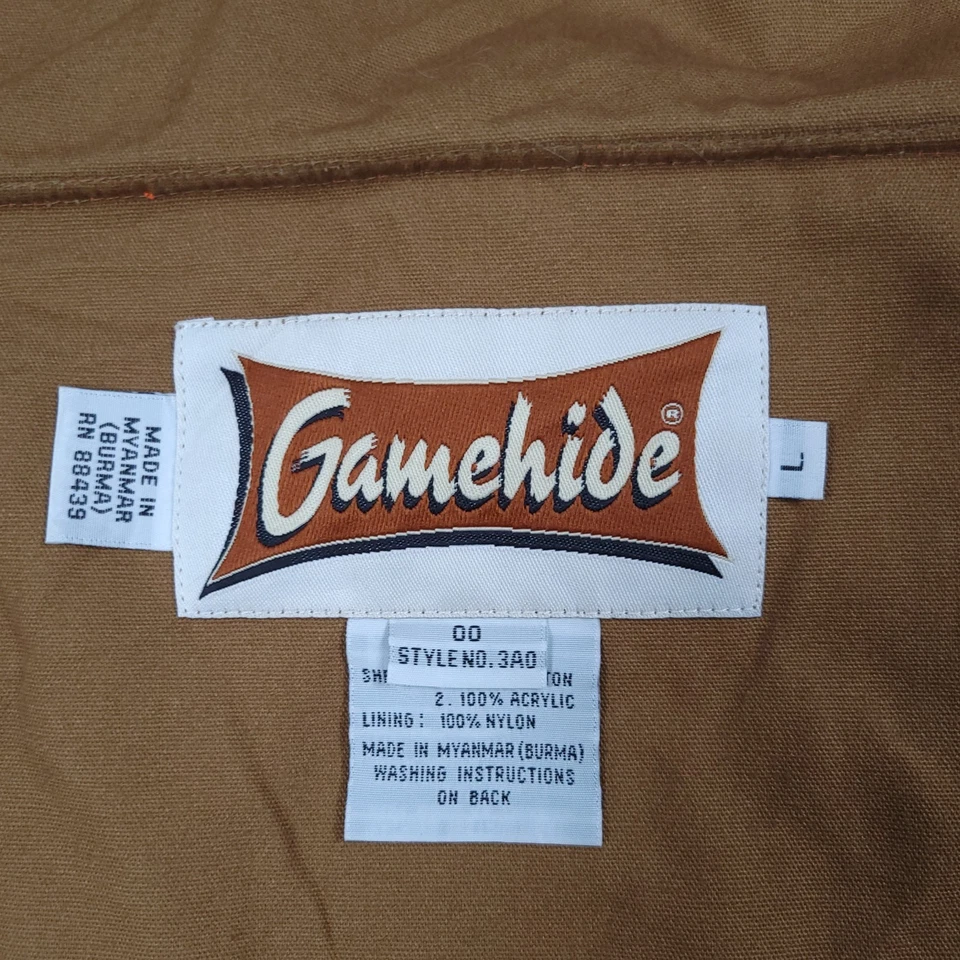 MADE IN
MYANMAR
(BURMA)
RN 88439
Gamehide®
L
00
STYLE NO. 3A0
2. 100% ACRYLIC
LINING: 100% NYLON
MADE IN MYANMAR (BURMA)
WASHING INSTRUCTIONS
ON BACK